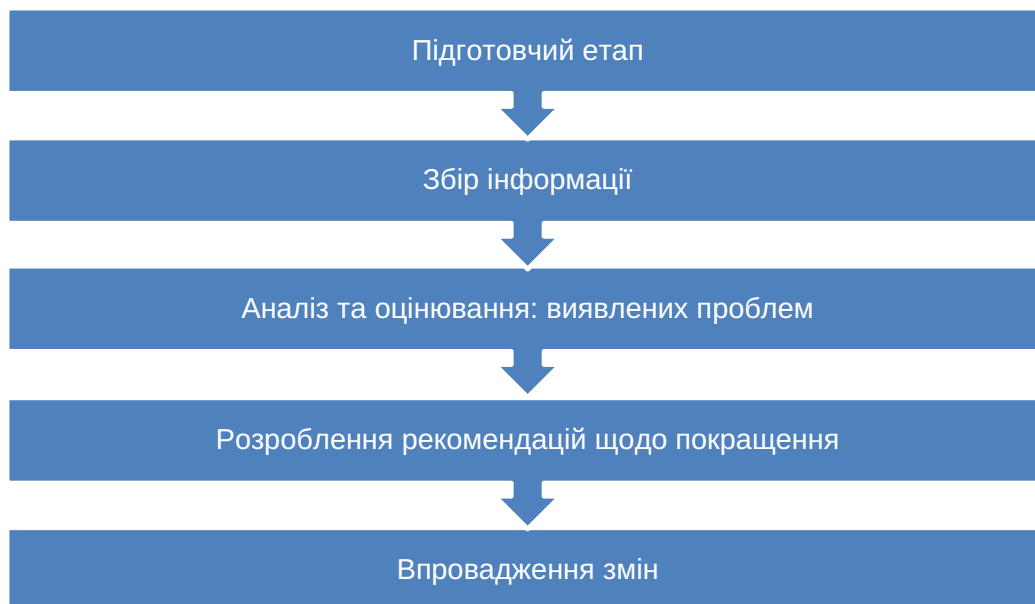 Підготовчий етап
Збір інформації
Аналіз та оцінювання: виявлених проблем
Розроблення рекомендацій щодо покращення
Впровадження змін